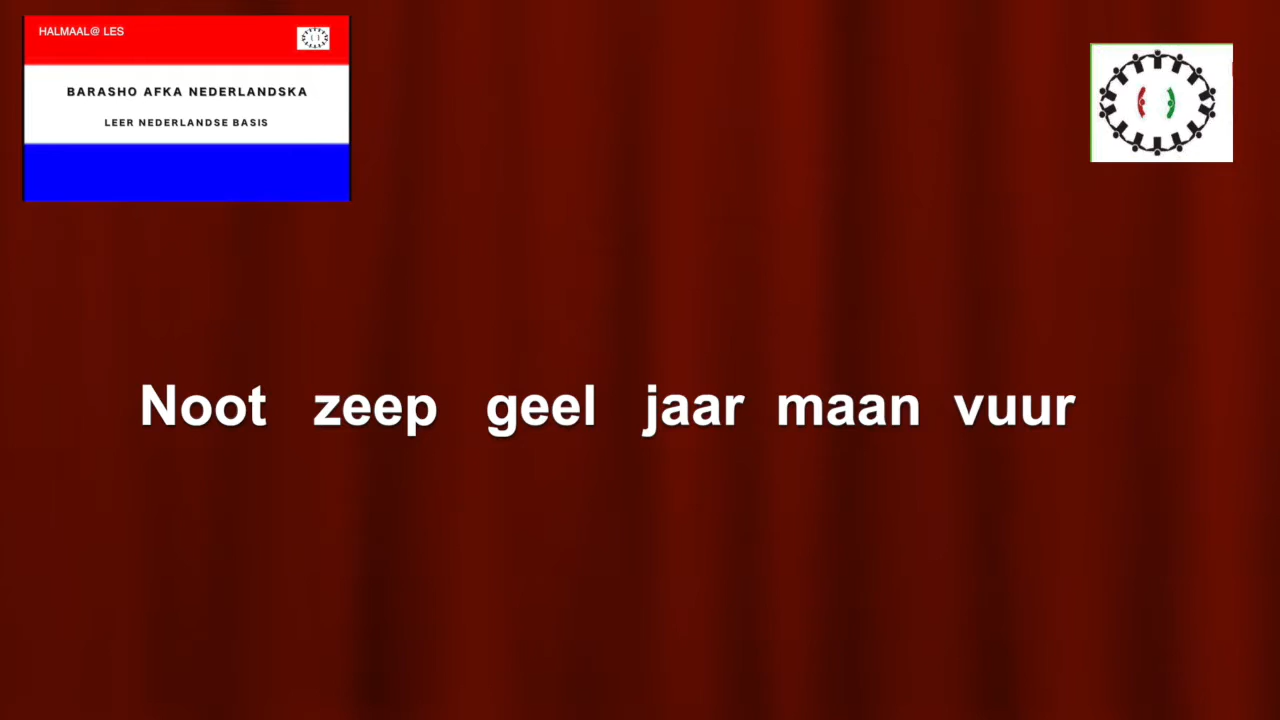 HALMAAL@ LES
BARASHO AFKA NEDERLANDSKA
LEER NEDERLANDSE BASIS
Noot zeep geel jaar maan vuur